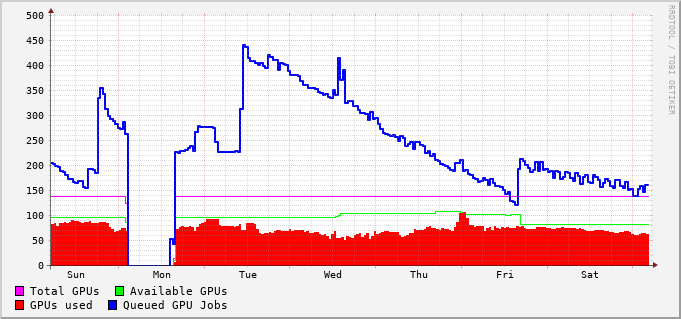 500
450
400
350
300
250
200
150
100
50
0
Sun Mon Tue Wed Thu Fri Sat
Total GPUs Available GPUs
GPUs used Queued GPU Jobs
RRDTOOL / TOBI OETIKER